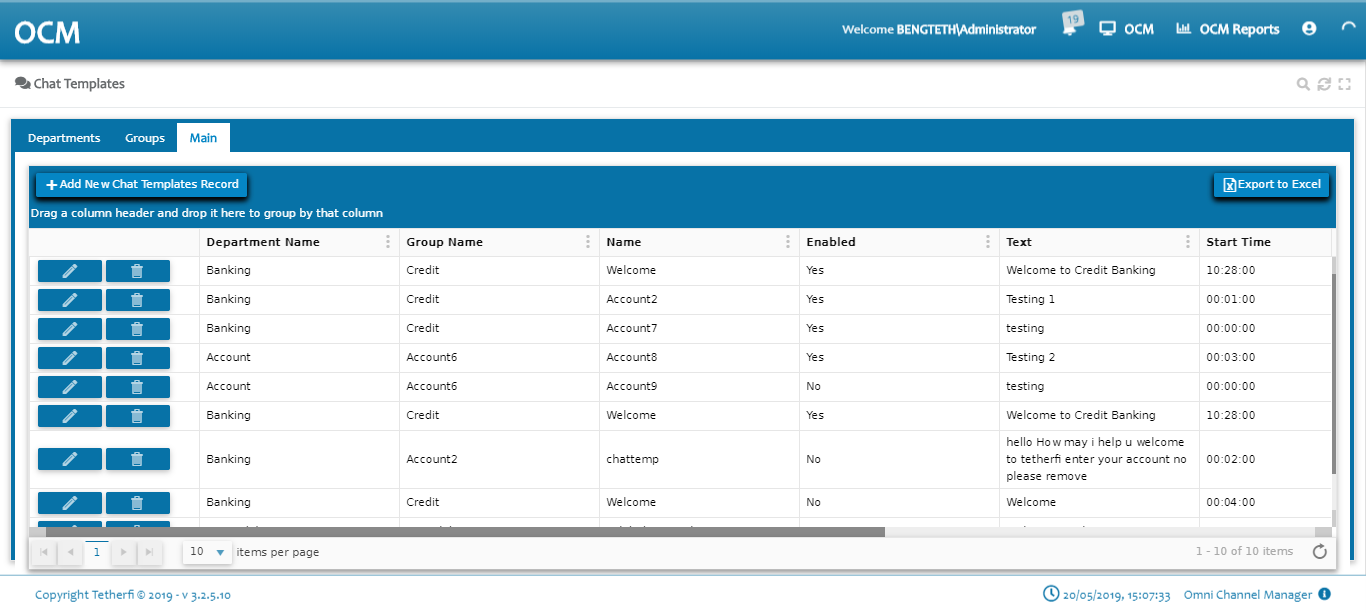 OCM
Welcome BENGTETH\Administrator
19
OCM
OCM Reports
Chat Templates
Departments Groups Main
Add New Chat Templates Record
Export to Excel
Drag a column header and drop it here to group by that column
Department Name Group Name Name Enabled Text Start Time
Banking Credit Welcome Yes Welcome to Credit Banking 10:28:00
Banking Credit Account2 Yes Testing 1 00:01:00
Banking Credit Account7 Yes testing 00:00:00
Account Account6 Account8 Yes Testing 2 00:03:00
Account Account6 Account9 No testing 00:00:00
Banking Credit Welcome Yes Welcome to Credit Banking 10:28:00
Banking Account2 chattemp No hello How may i help u welcome
to tetherfi enter your account no
please remove
00:02:00
Banking Credit Welcome No Welcome 00:04:00
1 10 items per page 1 - 10 of 10 items
Copyright Tetherfi © 2019 - v 3.2.5.10
20/05/2019, 15:07:33 Omni Channel Manager